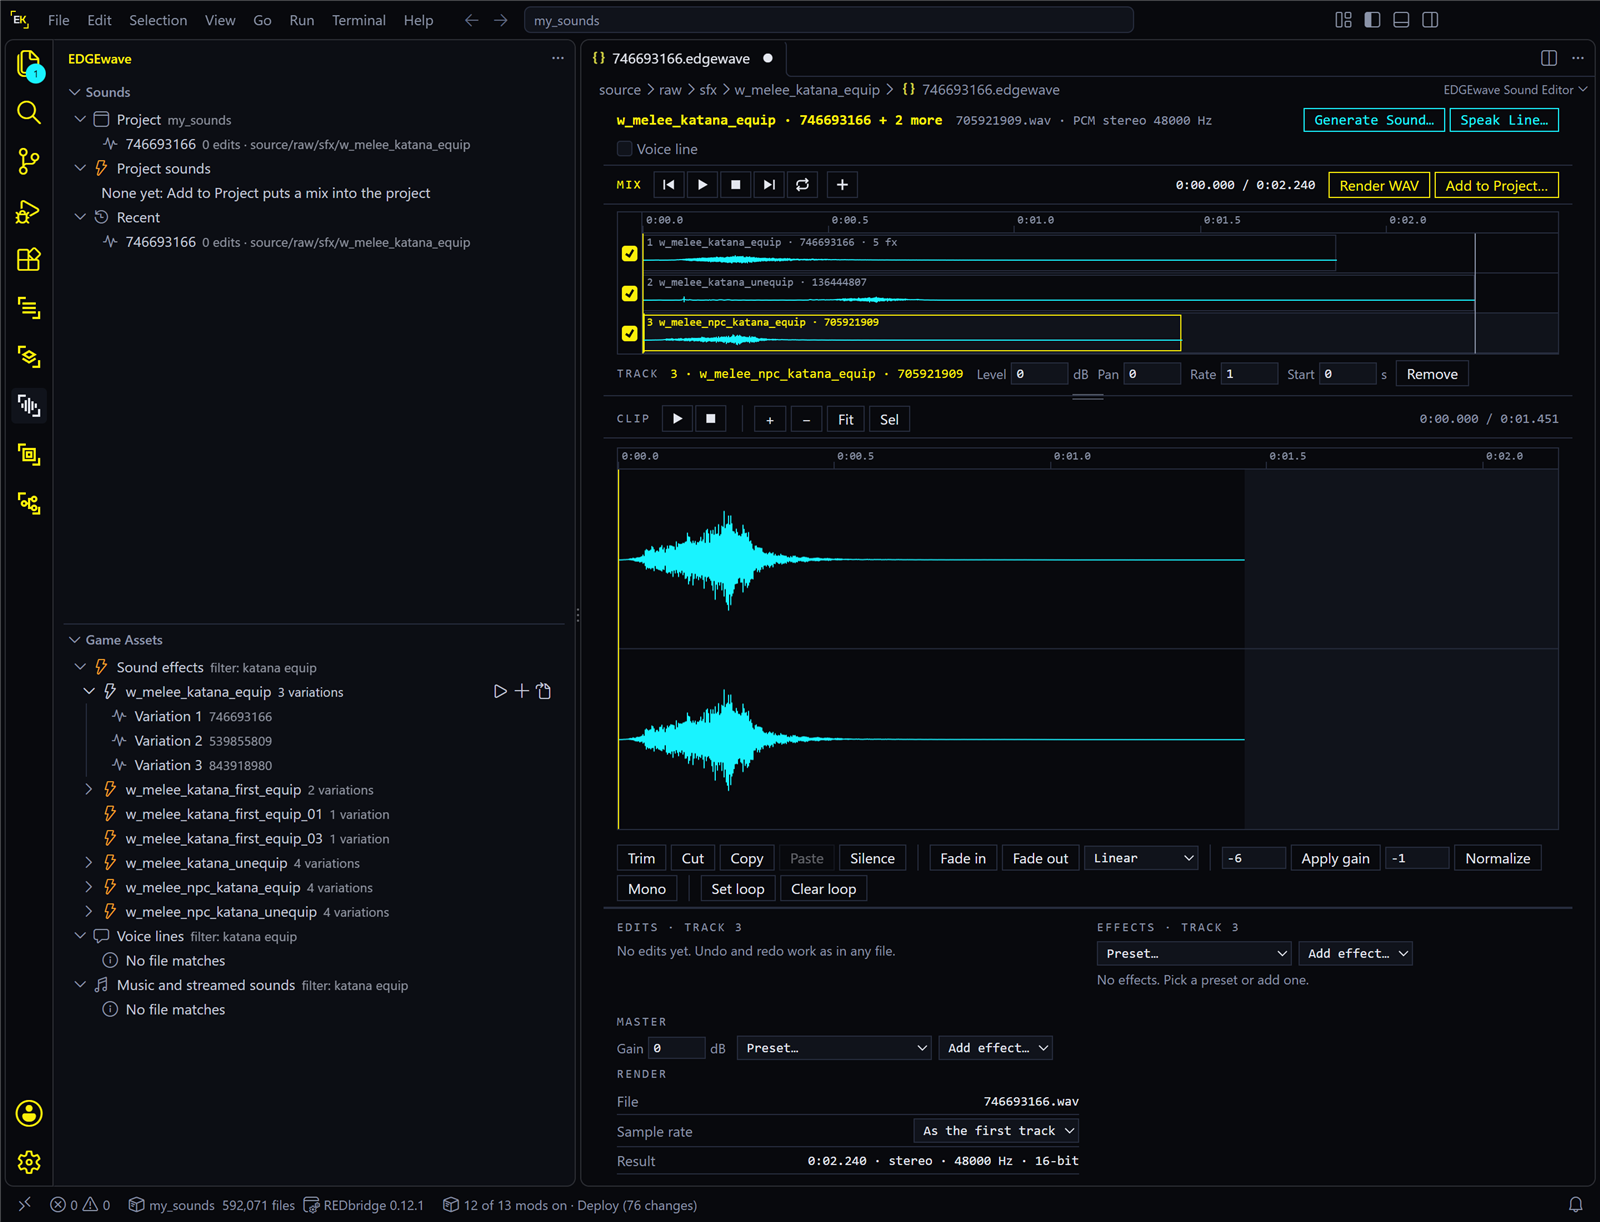 EK
File Edit Selection View Go Run Terminal Help
my_sounds
1
EDGEwave
Sounds
Project my_sounds
746693166 0 edits · source/raw/sfx/w_melee_katana_equip
Project sounds
None yet: Add to Project puts a mix into the project
Recent
746693166 0 edits · source/raw/sfx/w_melee_katana_equip
Game Assets
Sound effects filter: katana equip
w_melee_katana_equip 3 variations
Variation 1 746693166
Variation 2 539855809
Variation 3 843918980
w_melee_katana_first_equip 2 variations
w_melee_katana_first_equip_01 1 variation
w_melee_katana_first_equip_03 1 variation
w_melee_katana_unequip 4 variations
w_melee_npc_katana_equip 4 variations
w_melee_npc_katana_unequip 4 variations
Voice lines filter: katana equip
No file matches
Music and streamed sounds filter: katana equip
No file matches
{} 746693166.edgewave
source > raw > sfx > w_melee_katana_equip > {} 746693166.edgewave
EDGEwave Sound Editor
w_melee_katana_equip · 746693166 + 2 more 705921909.wav · PCM stereo 48000 Hz
Generate Sound… Speak Line…
Voice line
MIX
0:00.000 / 0:02.240 Render WAV Add to Project…
0:00.0 0:00.5 0:01.0 0:01.5 0:02.0
1 w_melee_katana_equip · 746693166 · 5 fx
2 w_melee_katana_unequip · 136444807
3 w_melee_npc_katana_equip · 705921909
TRACK 3 · w_melee_npc_katana_equip · 705921909 Level 0 dB Pan 0 Rate 1 Start 0 s Remove
CLIP + − Fit Sel 0:00.000 / 0:01.451
0:00.0 0:00.5 0:01.0 0:01.5 0:02.0
Trim Cut Copy Paste Silence Fade in Fade out Linear -6 Apply gain -1 Normalize
Mono Set loop Clear loop
EDITS · TRACK 3
No edits yet. Undo and redo work as in any file.
EFFECTS · TRACK 3
Preset… Add effect…
No effects. Pick a preset or add one.
MASTER
Gain 0 dB Preset… Add effect…
RENDER
File 746693166.wav
Sample rate As the first track
Result 0:02.240 · stereo · 48000 Hz · 16-bit
0 0 my_sounds 592,071 files REDbridge 0.12.1 12 of 13 mods on · Deploy (76 changes)